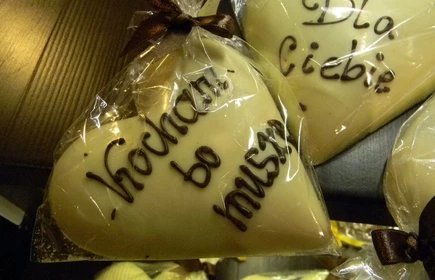 Kocham
bo
muszę
Dla
Ciebie